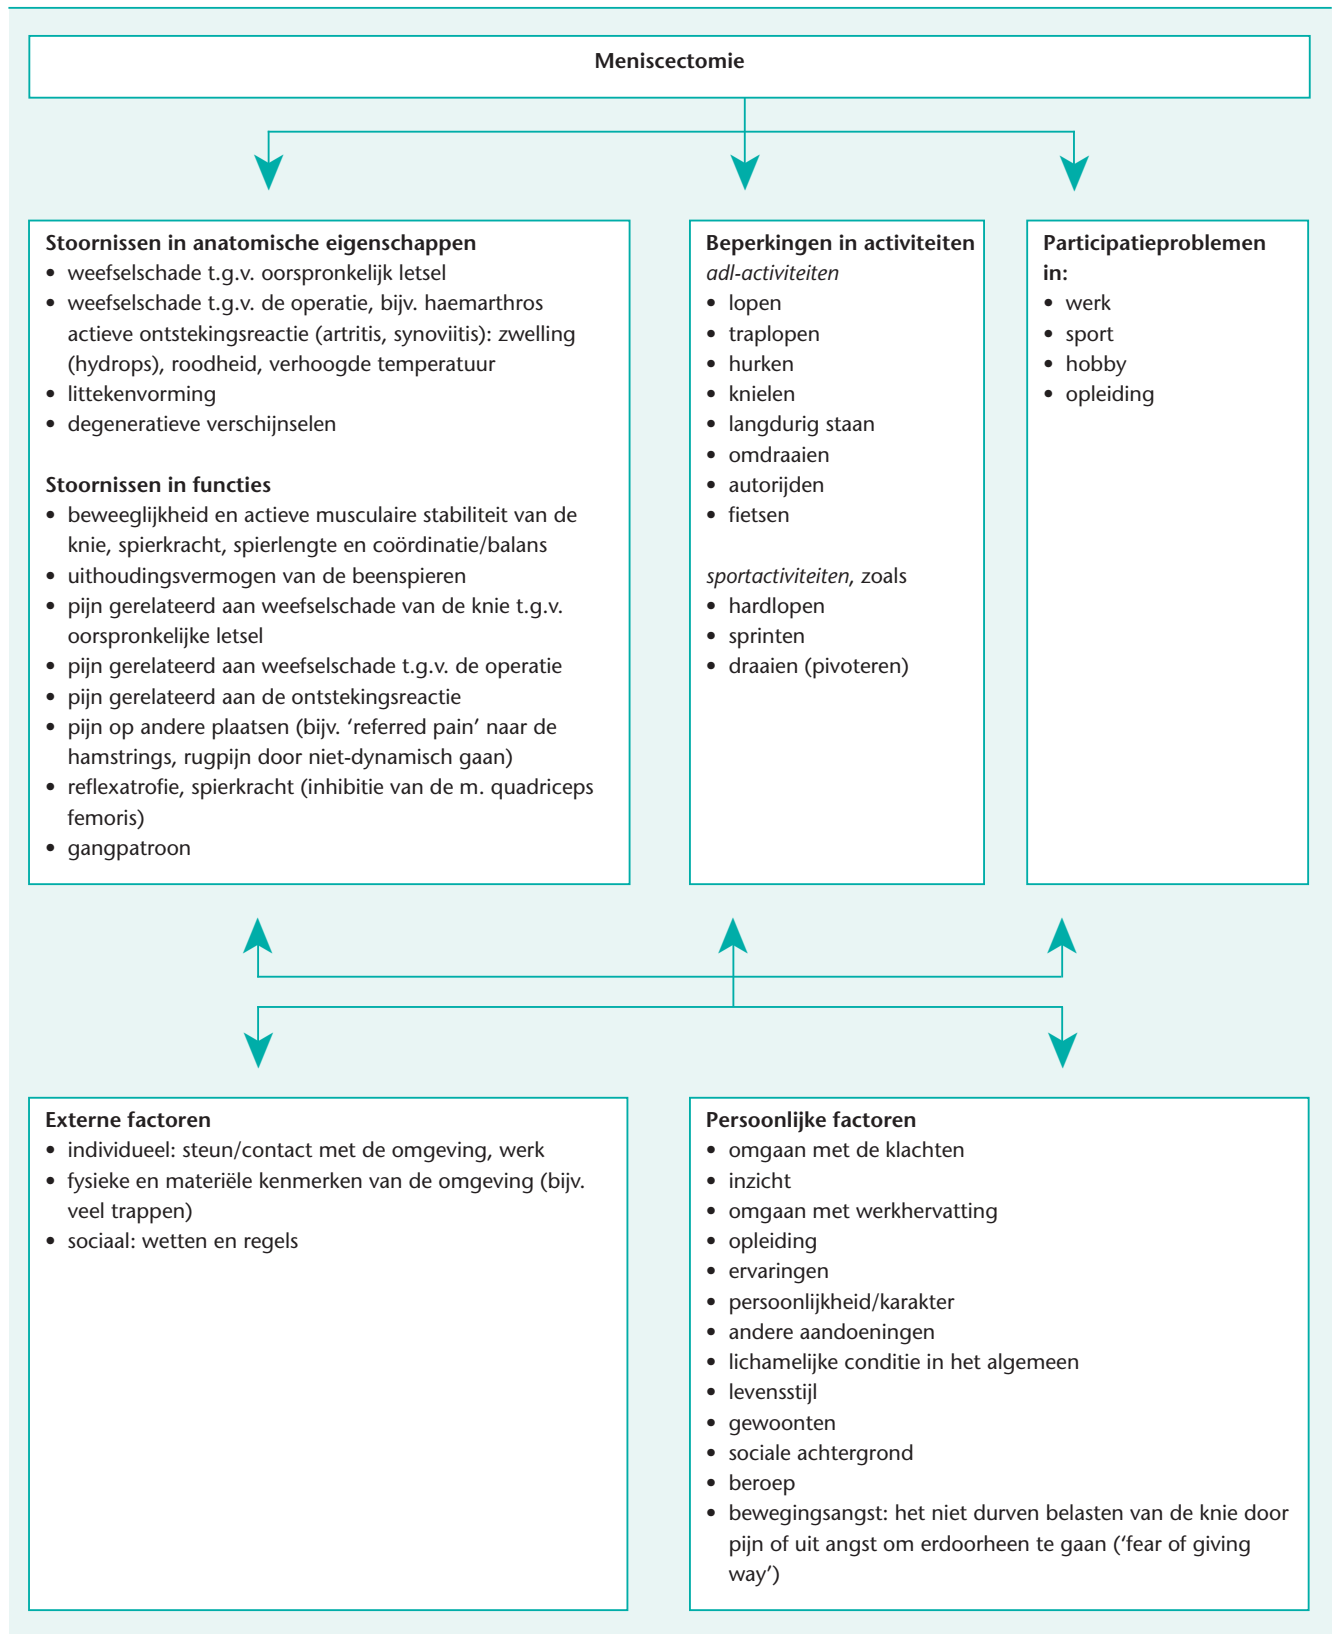 Meniscectomie
Stoornissen in anatomische eigenschappen
• weefselschade t.g.v. oorspronkelijk letsel
• weefselschade t.g.v. de operatie, bijv. haemarthros
actieve ontstekingsreactie (artritis, synoviitis): zwelling
(hydrops), roodheid, verhoogde temperatuur
• littekenvorming
• degeneratieve verschijnselen
Stoornissen in functies
• beweeglijkheid en actieve musculaire stabiliteit van de
knie, spierkracht, spierlengte en coördinatie/balans
• uithoudingsvermogen van de beenspieren
• pijn gerelateerd aan weefselschade van de knie t.g.v.
oorspronkelijke letsel
• pijn gerelateerd aan weefselschade t.g.v. de operatie
• pijn gerelateerd aan de ontstekingsreactie
• pijn op andere plaatsen (bijv. ‘referred pain’ naar de
hamstrings, rugpijn door niet-dynamisch gaan)
• reflexatrofie, spierkracht (inhibitie van de m. quadriceps
femoris)
• gangpatroon
Beperkingen in activiteiten
adl-activiteiten
• lopen
• traplopen
• hurken
• knielen
• langdurig staan
• omdraaien
• autorijden
• fietsen
sportactiviteiten, zoals
• hardlopen
• sprinten
• draaien (pivoteren)
Participatieproblemen
in:
• werk
• sport
• hobby
• opleiding
Externe factoren
• individueel: steun/contact met de omgeving, werk
• fysieke en materiële kenmerken van de omgeving (bijv.
veel trappen)
• sociaal: wetten en regels
Persoonlijke factoren
• omgaan met de klachten
• inzicht
• omgaan met werkhervatting
• opleiding
• ervaringen
• persoonlijkheid/karakter
• andere aandoeningen
• lichamelijke conditie in het algemeen
• levensstijl
• gewoonten
• sociale achtergrond
• beroep
• bewegingsangst: het niet durven belasten van de knie door
pijn of uit angst om erdoorheen te gaan (‘fear of giving
way’)